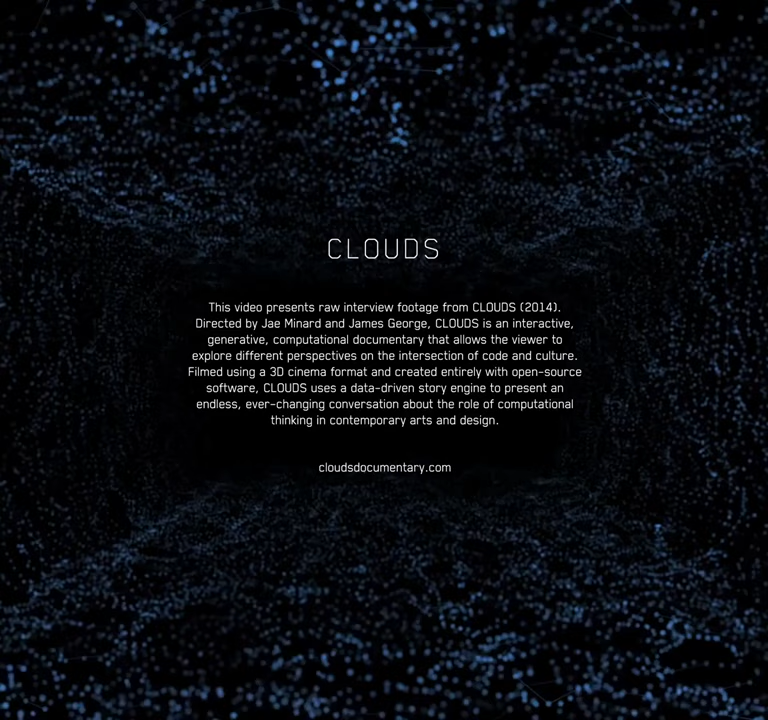 CLOUDS
This video presents raw interview footage from CLOUDS (2014).
Directed by Jae Minard and James George, CLOUDS is an interactive,
generative, computational documentary that allows the viewer to
explore different perspectives on the intersection of code and culture.
Filmed using a 3D cinema format and created entirely with open-source
software, CLOUDS uses a data-driven story engine to present an
endless, ever-changing conversation about the role of computational
thinking in contemporary arts and design.
cloudsdocumentary.com